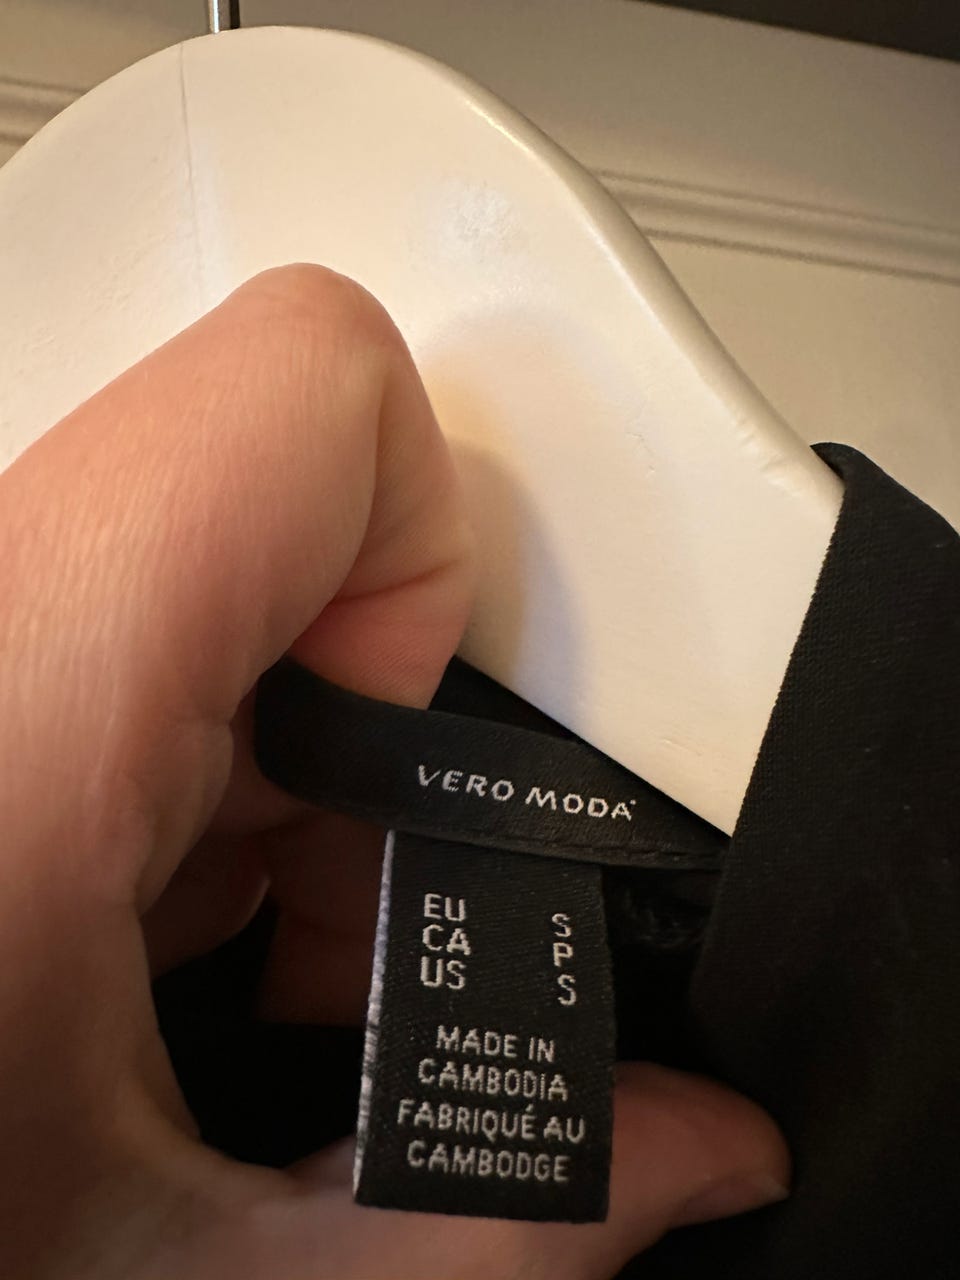 VERO MODA
EU S
CA P
US S
MADE IN
CAMBODIA
FABRIQUÉ AU
CAMBODGE